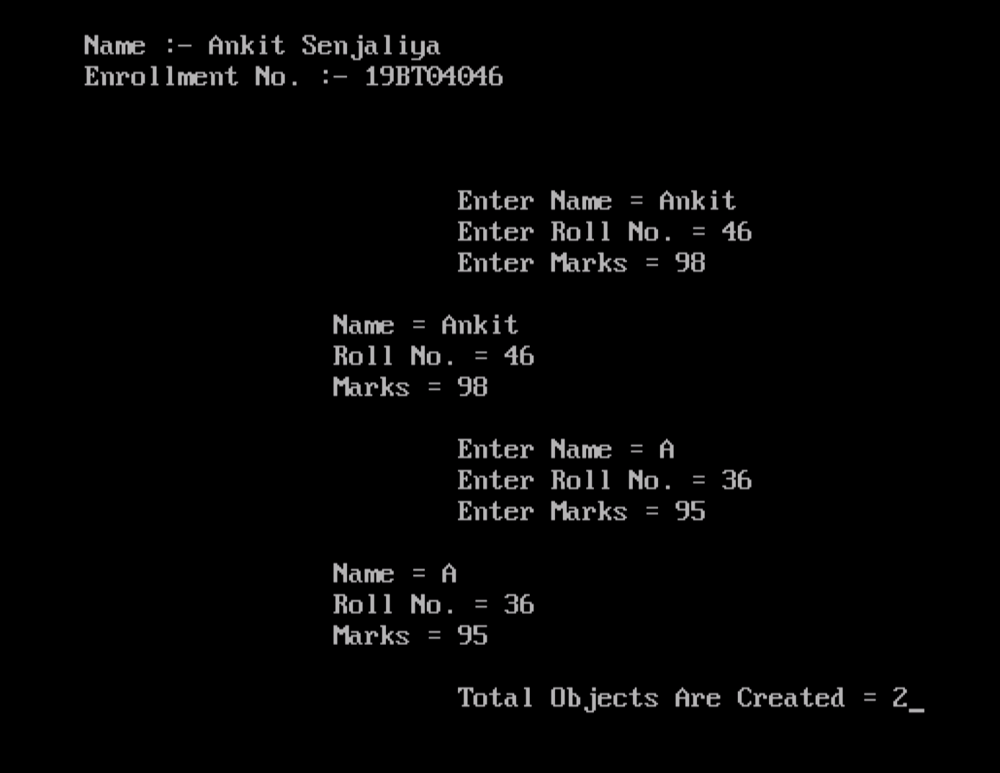 Name :- Ankit Senjaliya
Enrollment No. :- 19BT04046
Enter Name = Ankit
Enter Roll No. = 46
Enter Marks = 98
Name = Ankit
Roll No. = 46
Marks = 98
Enter Name = A
Enter Roll No. = 36
Enter Marks = 95
Name = A
Roll No. = 36
Marks = 95
Total Objects Are Created = 2_